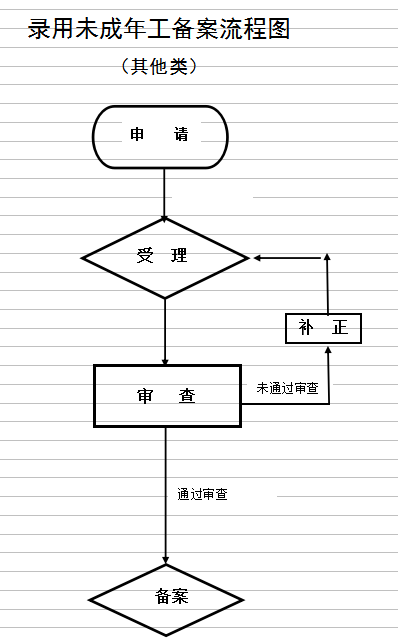 录用未成年工备案流程图
（其他类）
申 请
受 理
补 正
审 查
未通过审查
通过审查
备案